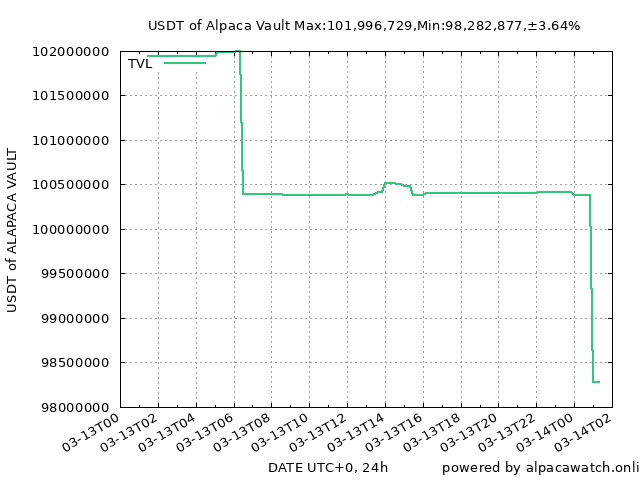 USDT of Alpaca Vault Max:101,996,729,Min:98,282,877,±3.64%
TVL
102000000
101500000
101000000
100500000
100000000
99500000
99000000
98500000
98000000
USDT of ALAPACA VAULT
03-13T00
03-13T02
03-13T04
03-13T06
03-13T08
03-13T10
03-13T12
03-13T14
03-13T16
03-13T18
03-13T20
03-13T22
03-14T00
03-14T02
DATE UTC+0, 24h
powered by alpacawatch.onli